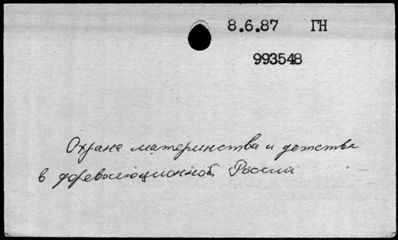 8.6.87 ГН
993548
Охрана материнства и детства
в дореволюционной России